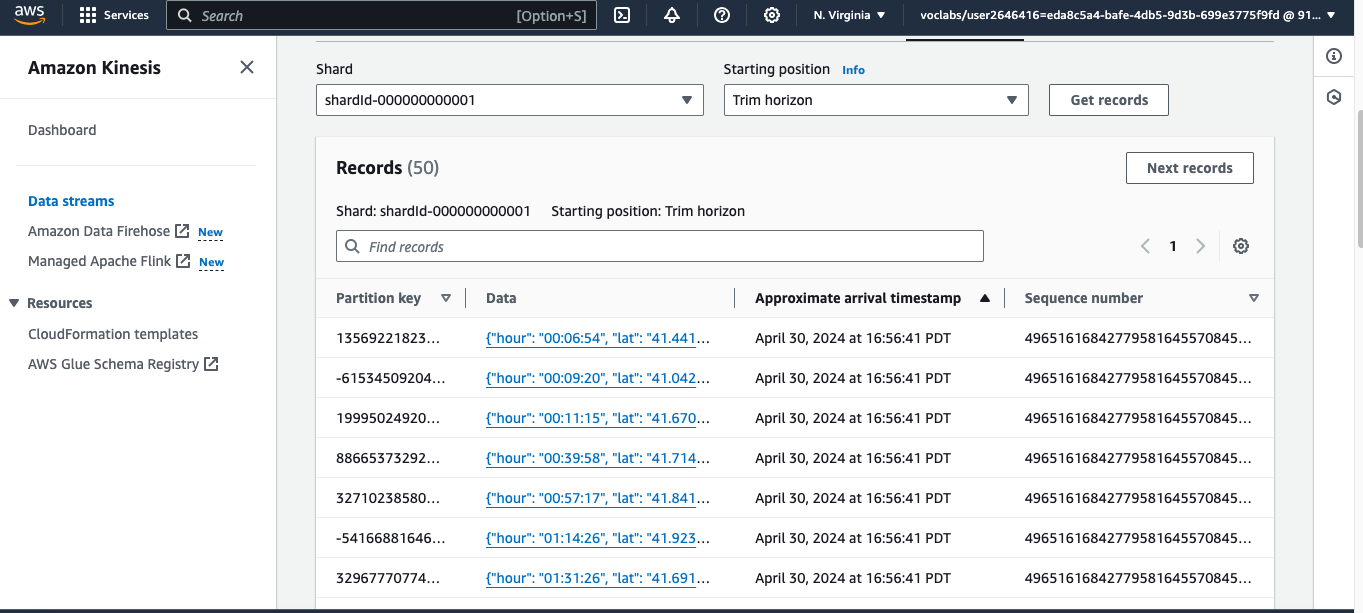 aws Services Search [Option+S] N. Virginia voclabs/user2646416=eda8c5a4-bafe-4db5-9d3b-699e3775f9fd @ 91...
Amazon Kinesis
Dashboard
Data streams
Amazon Data Firehose New
Managed Apache Flink New
Resources
CloudFormation templates
AWS Glue Schema Registry
Shard Starting position Info
shardId-000000000001 Trim horizon Get records
Records (50) Next records
Shard: shardId-000000000001 Starting position: Trim horizon
Find records 1
Partition key Data Approximate arrival timestamp Sequence number
13569221823... {"hour": "00:06:54", "lat": "41.441... April 30, 2024 at 16:56:41 PDT 49651616842779581645570845...
-61534509204... {"hour": "00:09:20", "lat": "41.042... April 30, 2024 at 16:56:41 PDT 49651616842779581645570845...
19995024920... {"hour": "00:11:15", "lat": "41.670... April 30, 2024 at 16:56:41 PDT 49651616842779581645570845...
88665373292... {"hour": "00:39:58", "lat": "41.714... April 30, 2024 at 16:56:41 PDT 49651616842779581645570845...
32710238580... {"hour": "00:57:17", "lat": "41.841... April 30, 2024 at 16:56:41 PDT 49651616842779581645570845...
-54166881646... {"hour": "01:14:26", "lat": "41.923... April 30, 2024 at 16:56:41 PDT 49651616842779581645570845...
32967770774... {"hour": "01:31:26", "lat": "41.691... April 30, 2024 at 16:56:41 PDT 49651616842779581645570845...